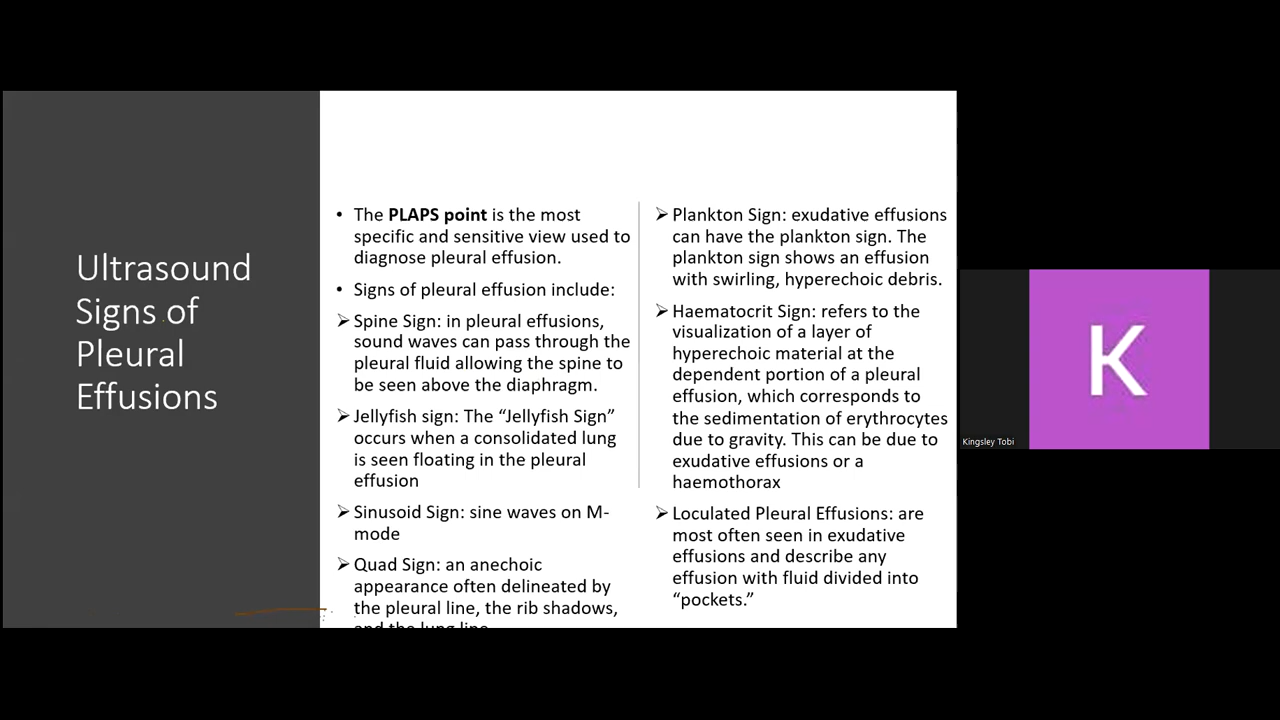 Ultrasound
Signs of
Pleural
Effusions
• The PLAPS point is the most
specific and sensitive view used to
diagnose pleural effusion.
• Signs of pleural effusion include:
➢ Spine Sign: in pleural effusions,
sound waves can pass through the
pleural fluid allowing the spine to
be seen above the diaphragm.
➢ Jellyfish sign: The “Jellyfish Sign”
occurs when a consolidated lung
is seen floating in the pleural
effusion
➢ Sinusoid Sign: sine waves on M-
mode
➢ Quad Sign: an anechoic
appearance often delineated by
the pleural line, the rib shadows,
and the lung line
➢ Plankton Sign: exudative effusions
can have the plankton sign. The
plankton sign shows an effusion
with swirling, hyperechoic debris.
➢ Haematocrit Sign: refers to the
visualization of a layer of
hyperechoic material at the
dependent portion of a pleural
effusion, which corresponds to
the sedimentation of erythrocytes
due to gravity. This can be due to
exudative effusions or a
haemothorax
➢ Loculated Pleural Effusions: are
most often seen in exudative
effusions and describe any
effusion with fluid divided into
“pockets.”
K
Kingsley Tobi